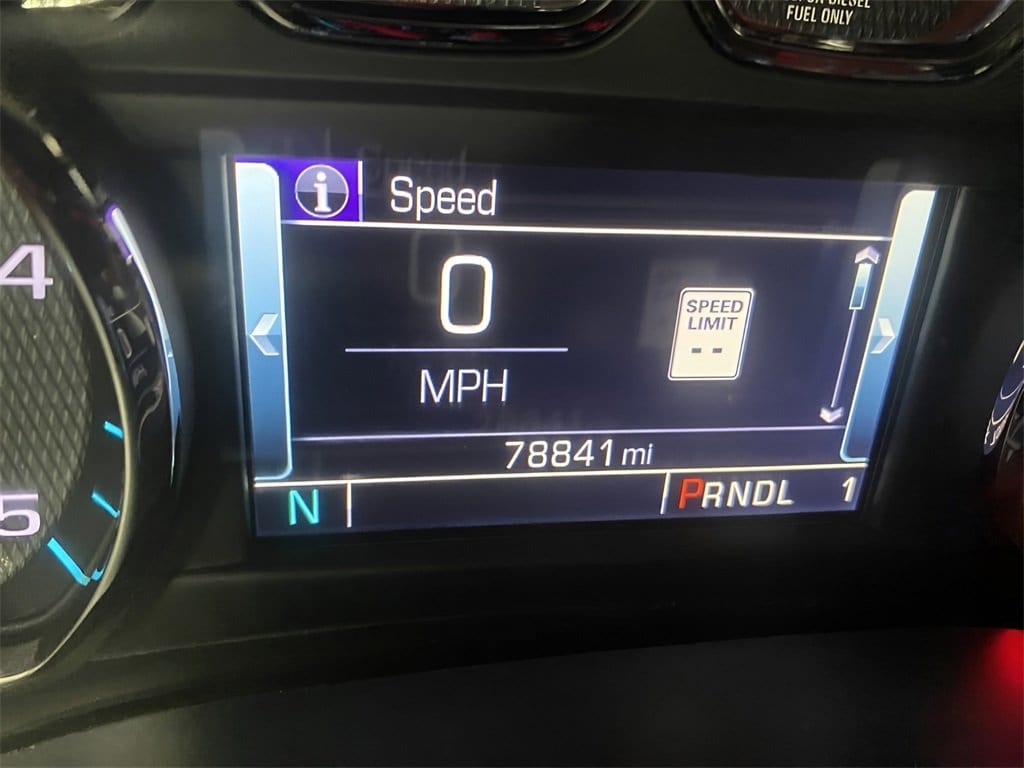 FUEL ONLY
i Speed
4
0
SPEED
LIMIT
--
MPH
78841 mi
5
N PRNDL 1